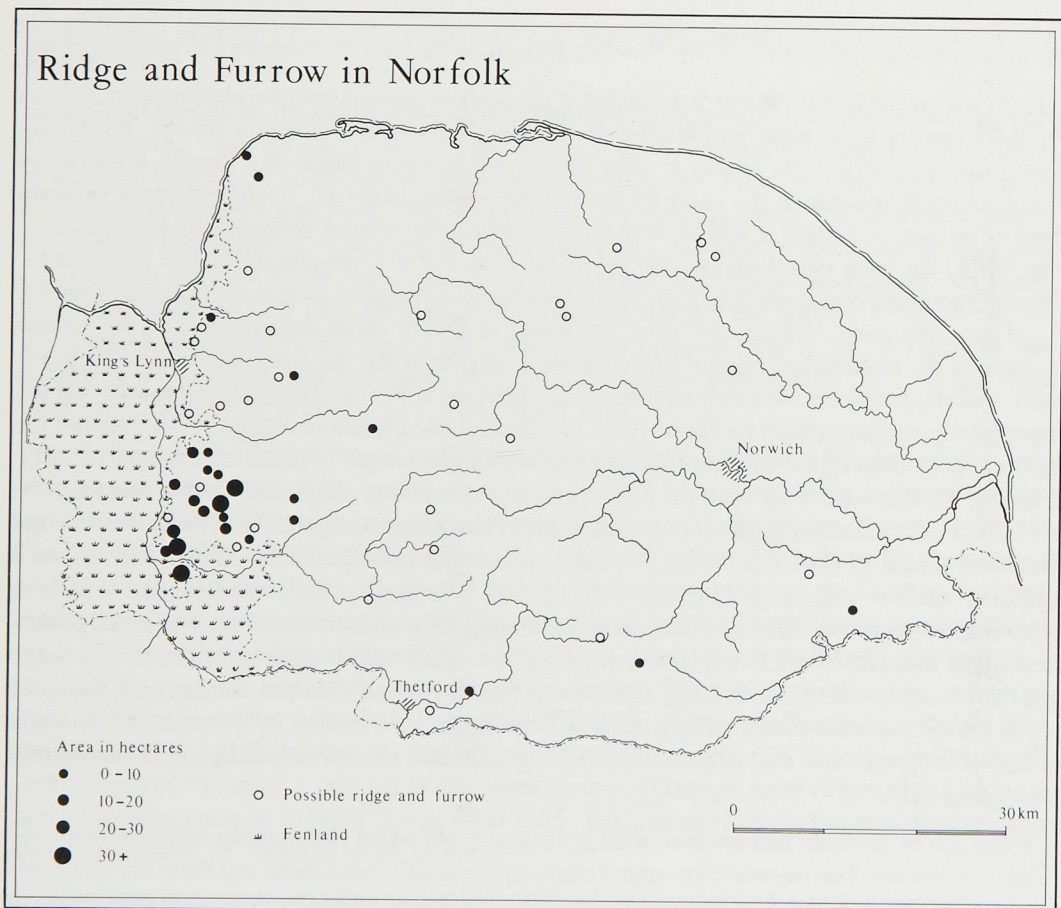 Ridge and Furrow in Norfolk
King's Lynn
Norwich
Thetford
Area in hectares
0-10
10-20
20-30
30+
Possible ridge and furrow
Fenland
0 30 km